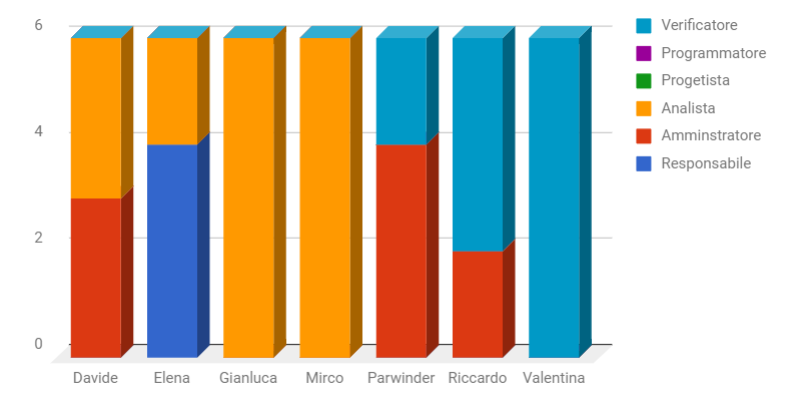 6
4
2
0
Davide
Elena
Gianluca
Mirco
Parwinder
Riccardo
Valentina
Verificatore
Programmatore
Progetista
Analista
Amminstratore
Responsabile